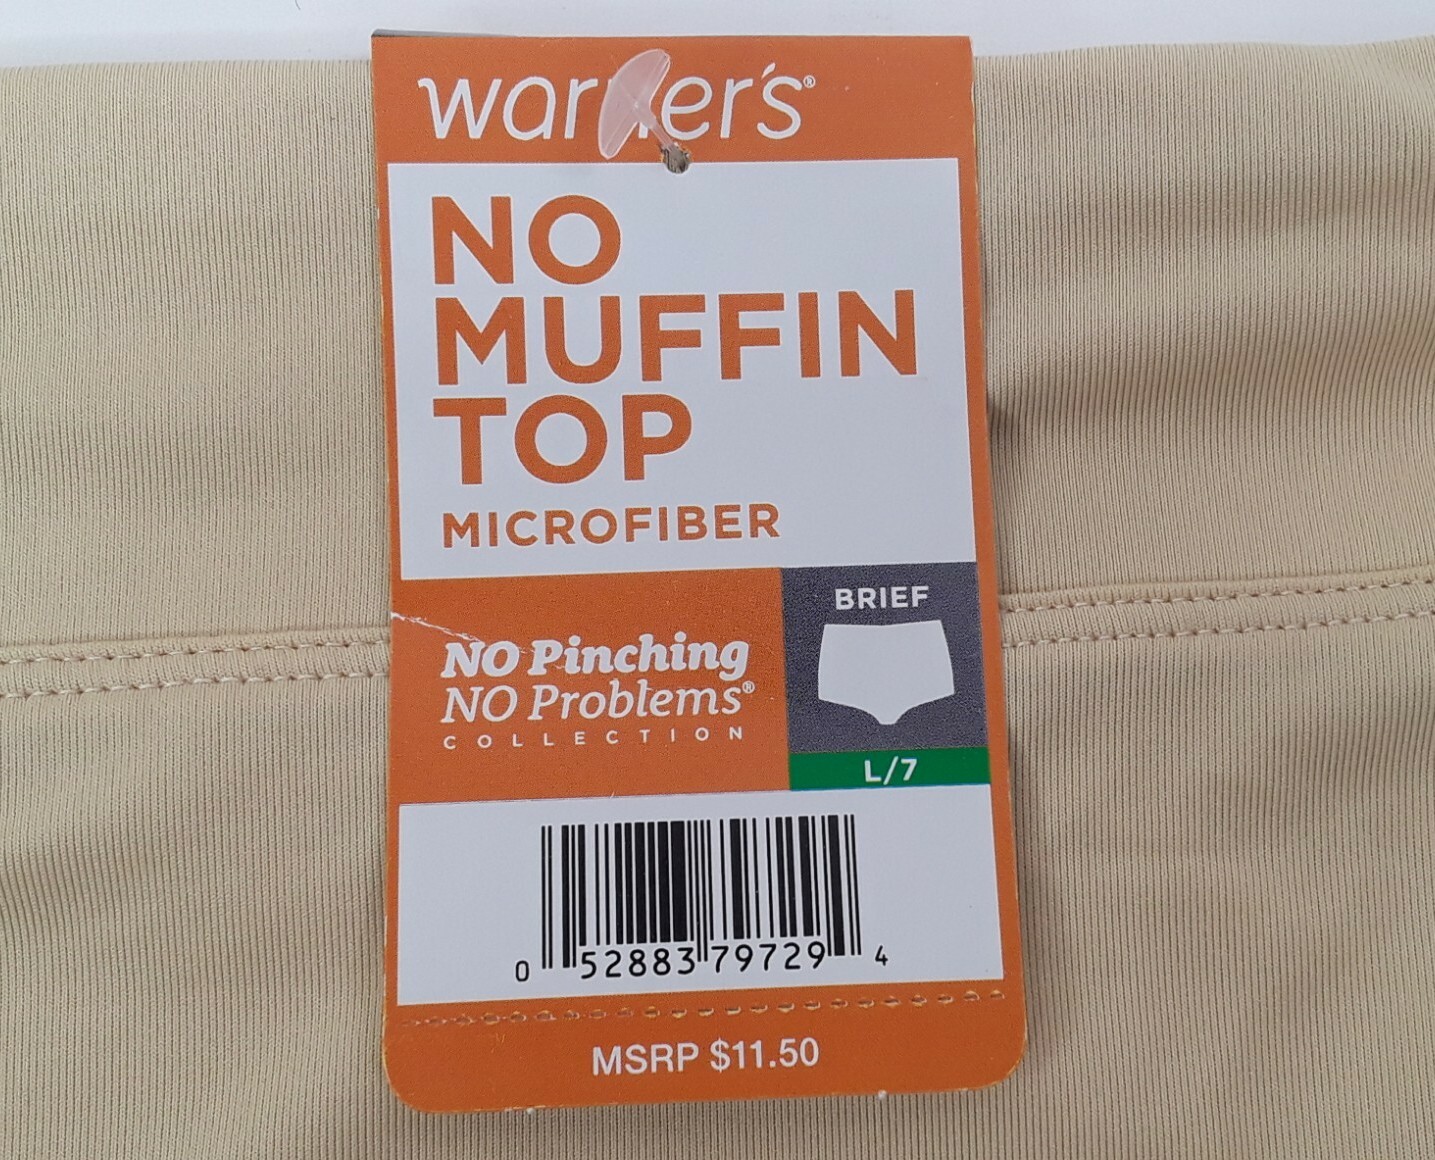 warner's®
NO
MUFFIN
TOP
MICROFIBER
BRIEF
NO Pinching
NO Problems®
COLLECTION
L/7
0 52883 79729 4
MSRP $11.50